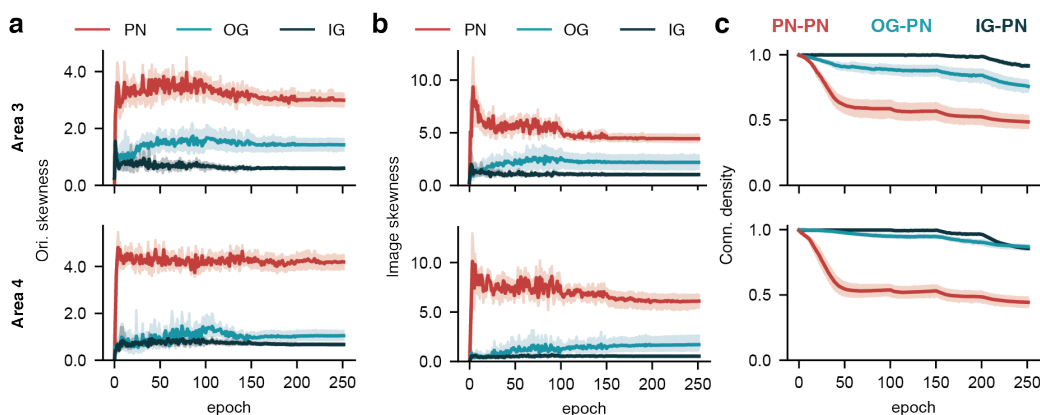 a
PN OG IG
Area 3
Ori. skewness
4.0
2.0
0.0
Area 4
4.0
2.0
0.0
0 50 100 150 200 250
epoch
b
PN OG IG
Image skewness
10.0
5.0
0.0
10.0
5.0
0.0
0 50 100 150 200 250
epoch
c
PN-PN OG-PN IG-PN
Conn. density
1.0
0.5
0.0
1.0
0.5
0.0
0 50 100 150 200 250
epoch